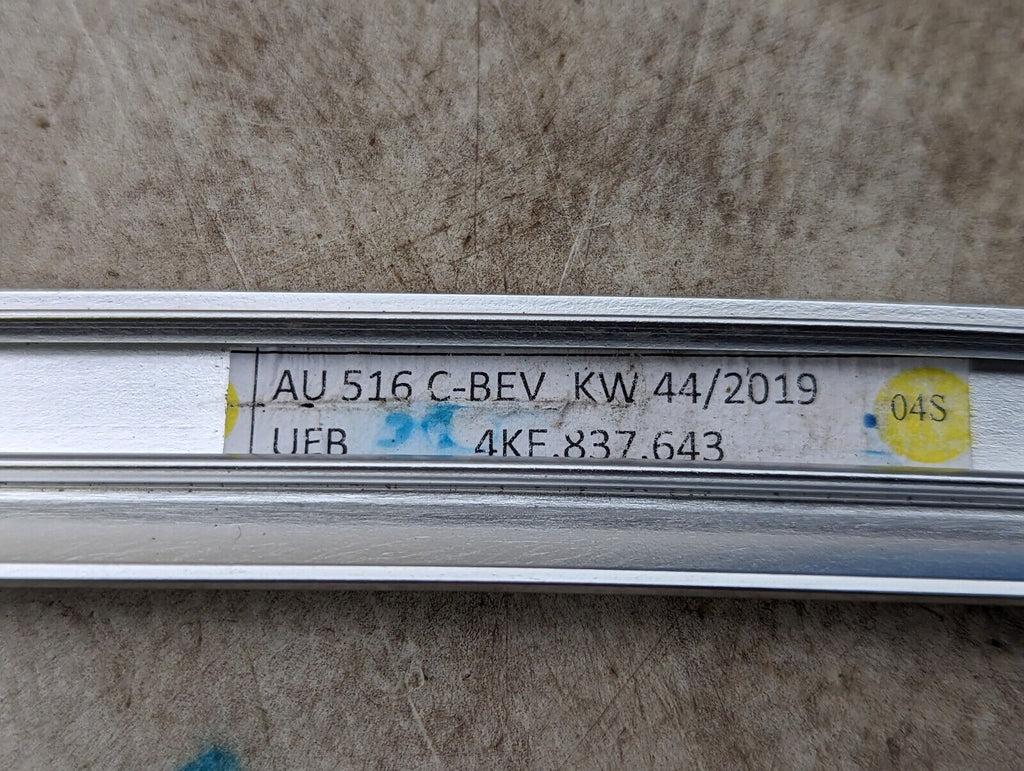 AU 516 C-BEV KW 44/2019
UEB 4KE.837.643
04S